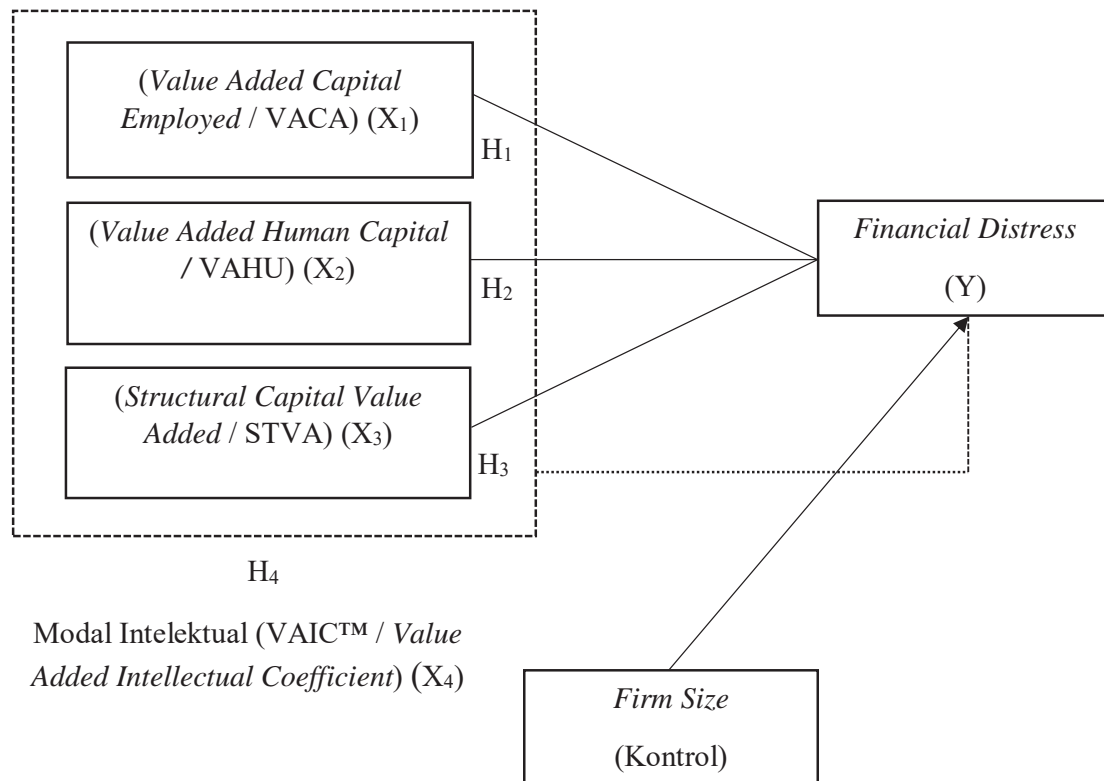 (Value Added Capital
Employed / VACA) (X₁)
H₁
(Value Added Human Capital
/ VAHU) (X₂)
H₂
(Structural Capital Value
Added / STVA) (X₃)
H₃
Financial Distress
(Y)
H₄
Modal Intelektual (VAIC™ / Value
Added Intellectual Coefficient) (X₄)
Firm Size
(Kontrol)